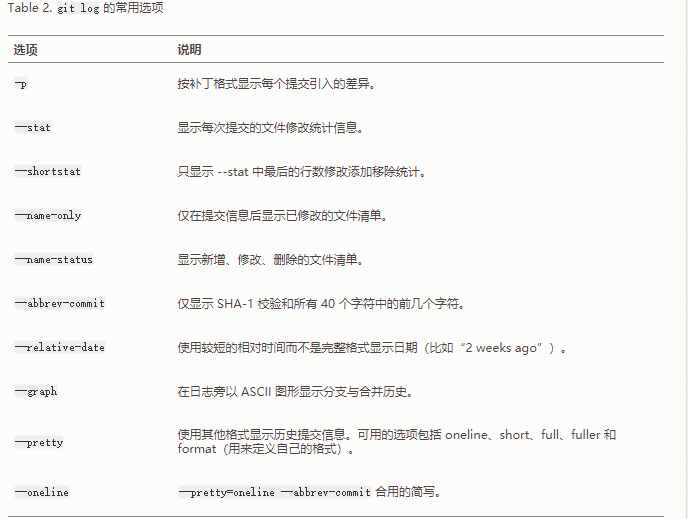 Table 2. git log 的常用选项
选项 说明
-p 按补丁格式显示每个提交引入的差异。
--stat 显示每次提交的文件修改统计信息。
--shortstat 只显示 --stat 中最后的行数修改添加移除统计。
--name-only 仅在提交信息后显示已修改的文件清单。
--name-status 显示新增、修改、删除的文件清单。
--abbrev-commit 仅显示 SHA-1 校验和所有 40 个字符中的前几个字符。
--relative-date 使用较短的相对时间而不是完整格式显示日期（比如“2 weeks ago”）。
--graph 在日志旁以 ASCII 图形显示分支与合并历史。
--pretty 使用其他格式显示历史提交信息。可用的选项包括 oneline、short、full、fuller 和
format（用来定义自己的格式）。
--oneline --pretty=oneline --abbrev-commit 合用的简写。